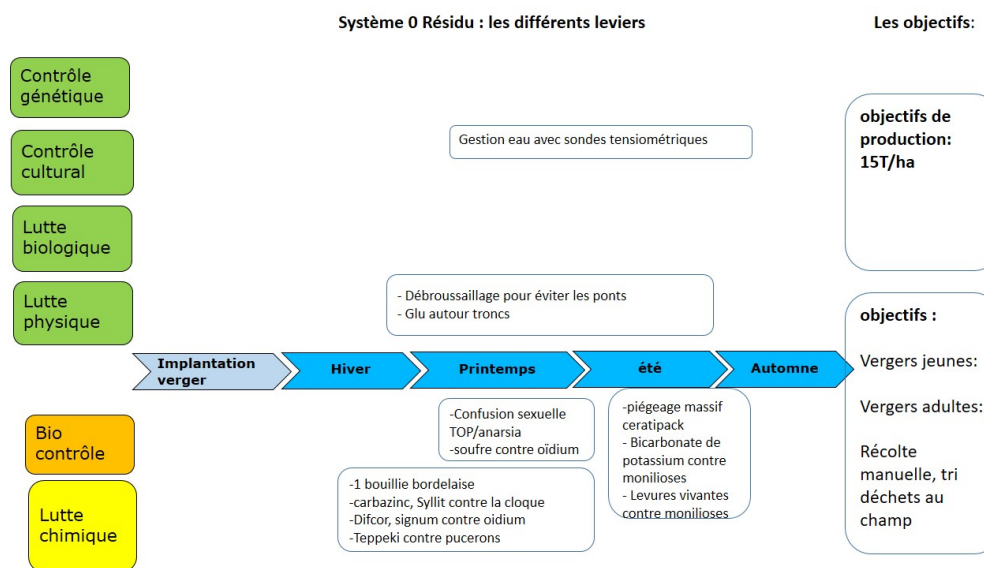 Système 0 Résidu : les différents leviers
Les objectifs:
Contrôle
génétique
Contrôle
cultural
Lutte
biologique
Lutte
physique
Gestion eau avec sondes tensiométriques
objectifs de
production:
15T/ha
- Débroussaillage pour éviter les ponts
- Glu autour troncs
Implantation
verger
Hiver
Printemps
été
Automne
objectifs :
Vergers jeunes:
Vergers adultes:
Récolte
manuelle, tri
déchets au
champ
Bio
contrôle
Lutte
chimique
-Confusion sexuelle
TOP/anarsia
-soufre contre oïdium
-piégeage massif
ceratipack
- Bicarbonate de
potassium contre
monilioses
- Levures vivantes
contre monilioses
-1 bouillie bordelaise
-carbazinc, Syllit contre la cloque
-Difcor, signum contre oidium
-Teppeki contre pucerons